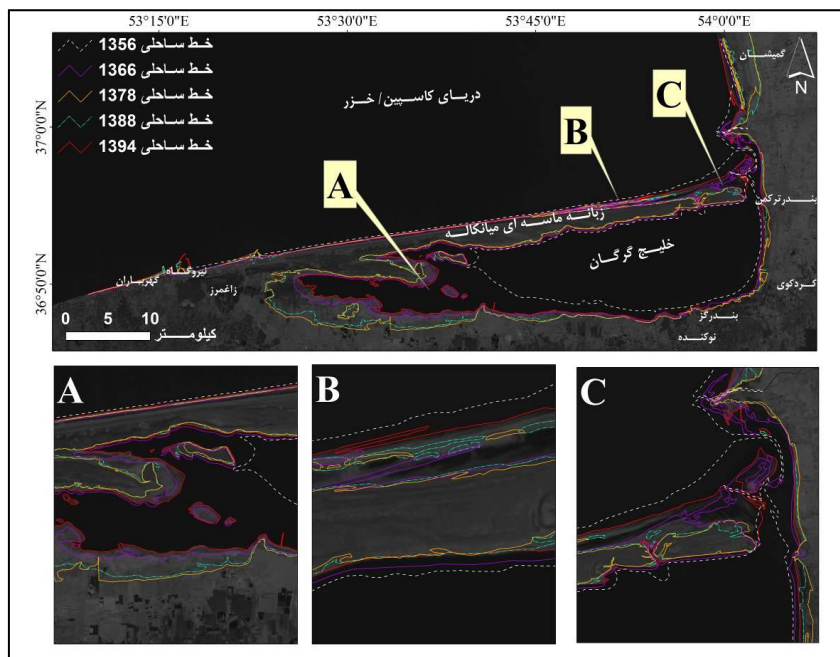 53°15'0"E 53°30'0"E 53°45'0"E 54°0'0"E
خط ساحلی 1356
خط ساحلی 1366
خط ساحلی 1378
خط ساحلی 1388
خط ساحلی 1394
گمیشان
N
دریای کاسپین/ خزر
37°0'0"N
C
B
A
بندرترکمن
زبانه ماسه ای میانکاله
خلیج گرگان
نیروگاه
کهربیاران
زاغمرز
کردکوی
36°50'0"N
بندرگز
نوکنده
0 5 10
کیلومتر
A
B
C